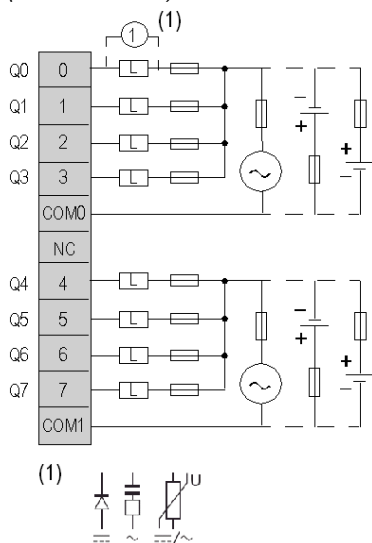 (1)
1
Q0 0 L
Q1 1 L
Q2 2 L
Q3 3 L
COM0
NC
Q4 4 L
Q5 5 L
Q6 6 L
Q7 7 L
COM1
− + + −
− + + −
(1)
U